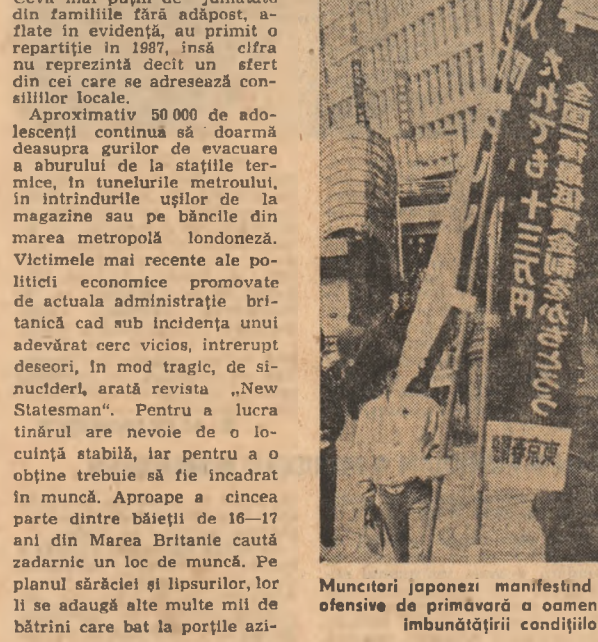 din familiile fără adăpost, a-
flate în evidență, au primit o
repartiție în 1987, însă cifra
nu reprezintă decît un sfert
din cei care se adresează con-
siliilor locale.
Aproximativ 50 000 de ado-
lescenți continuă să doarmă
deasupra gurilor de evacuare
a aburului de la stațiile ter-
mice, în tunelurile metroului,
în intrîndurile ușilor de la
magazine sau pe băncile din
marea metropolă londoneză.
Victimele mai recente ale po-
liticii economice promovate
de actuala administrație bri-
tanică cad sub incidența unui
adevărat cerc vicios, întrerupt
deseori, în mod tragic, de si-
nucideri, arată revista „New
Statesman“. Pentru a lucra
tînărul are nevoie de o lo-
cuință stabilă, iar pentru a o
obține trebuie să fie încadrat
în muncă. Aproape a cincea
parte dintre băieții de 16—17
ani din Marea Britanie caută
zadarnic un loc de muncă. Pe
planul sărăciei și lipsurilor, lor
li se adaugă alte multe mii de
bătrîni care bat la porțile azi-
東京春闘
Muncitori japonezi manifestînd
ofensive de primăvară a oamen
îmbunătățirii condițiilo